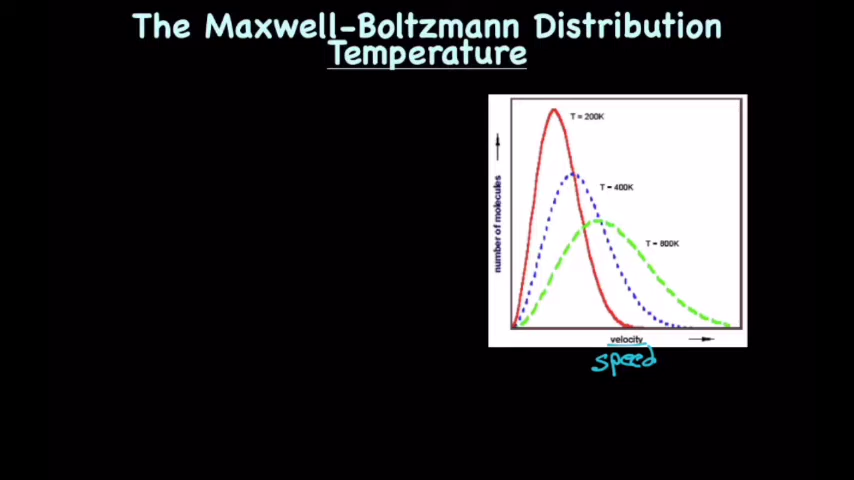 The Maxwell-Boltzmann Distribution
Temperature
T = 200K
T = 400K
T = 800K
number of molecules
velocity
speed